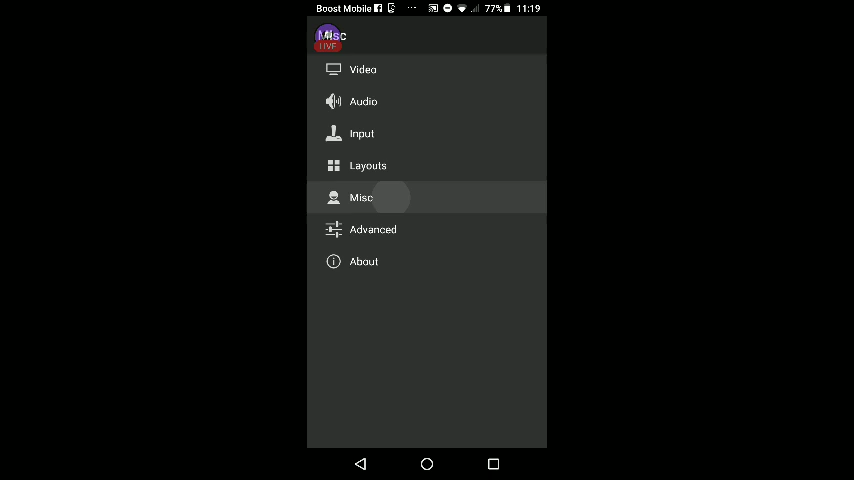 Boost Mobile 77% 11:19
Misc
LIVE
Video
Audio
Input
Layouts
Misc
Advanced
About